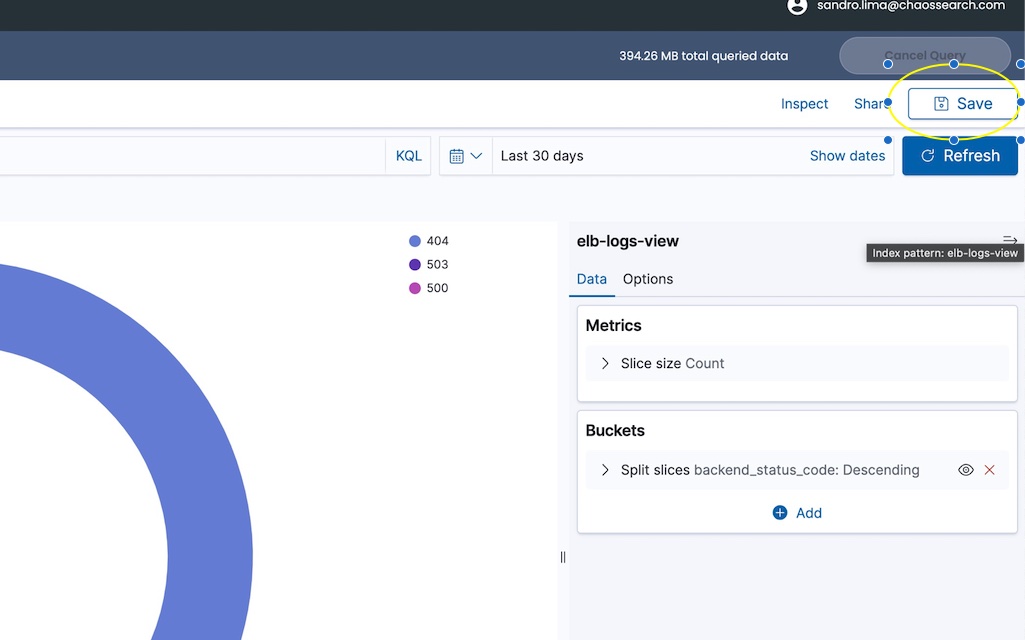 sandro.lima@chaossearch.com
394.26 MB total queried data
Cancel Query
Inspect
Share
Save
KQL
Last 30 days
Show dates
Refresh
404
503
500
elb-logs-view
Index pattern: elb-logs-view
Data
Options
Metrics
Slice size Count
Buckets
Split slices backend_status_code: Descending
Add